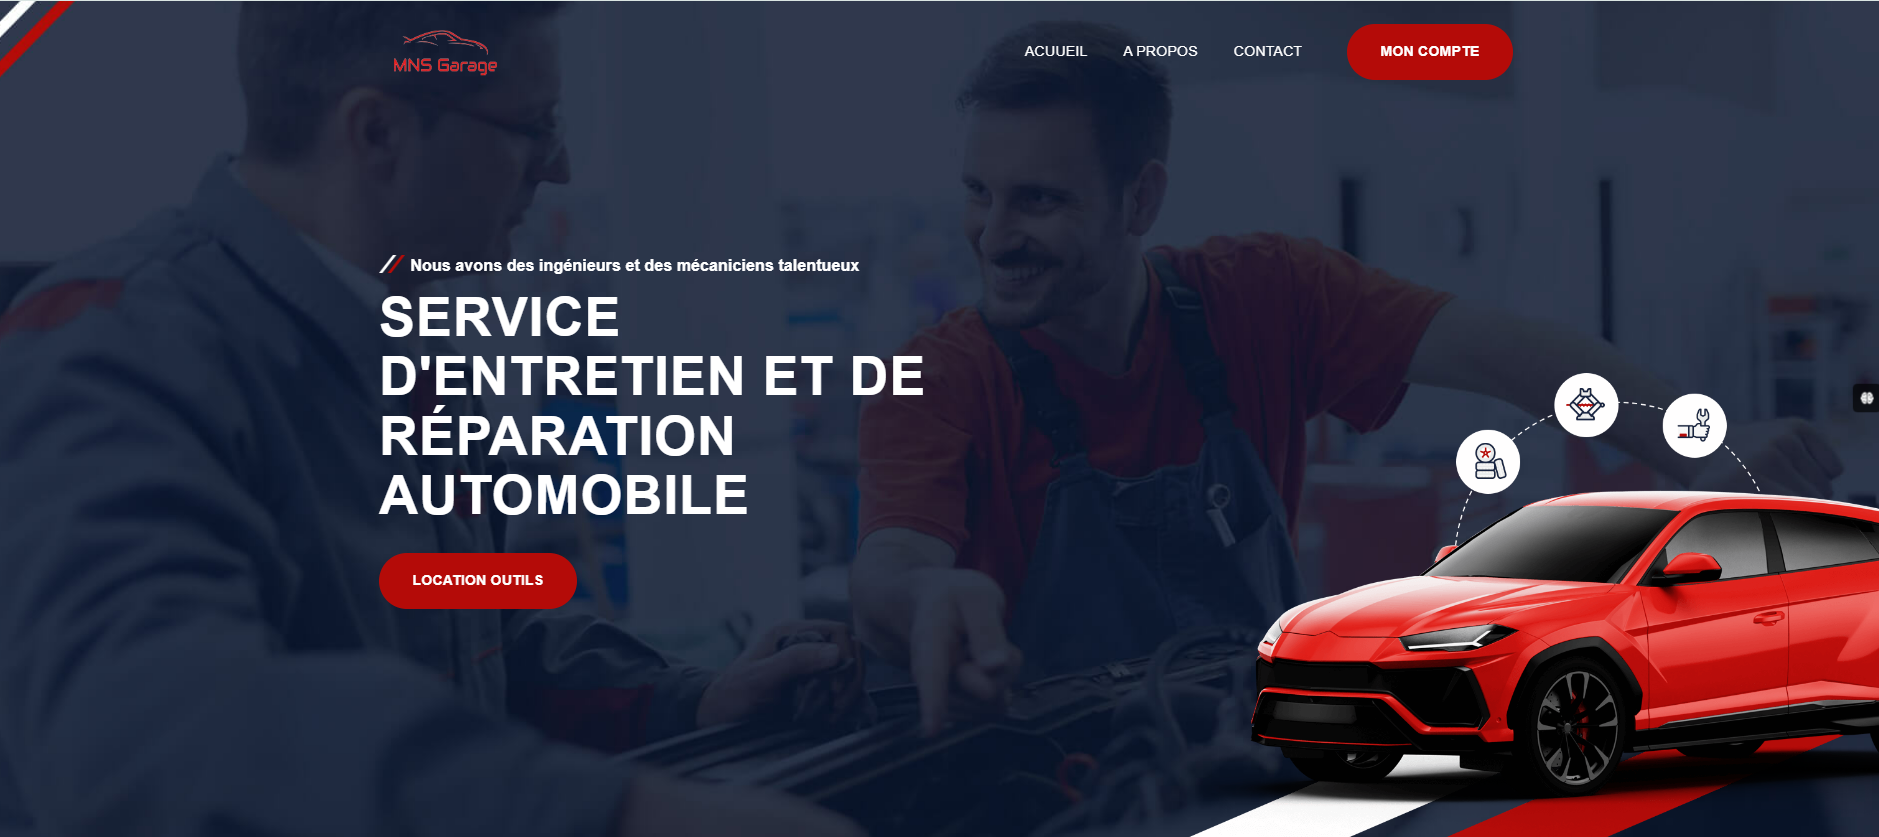 MNS Garage
ACUUEIL
A PROPOS
CONTACT
MON COMPTE
Nous avons des ingénieurs et des mécaniciens talentueux
SERVICE
D'ENTRETIEN ET DE
RÉPARATION
AUTOMOBILE
LOCATION OUTILS